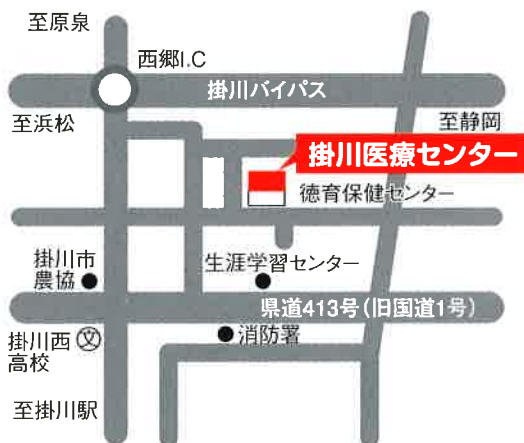 至原泉
西郷I.C
掛川バイパス
至浜松
至静岡
掛川医療センター
徳育保健センター
掛川市
農協
生涯学習センター
県道413号(旧国道1号)
掛川西
高校
文
消防署
至掛川駅